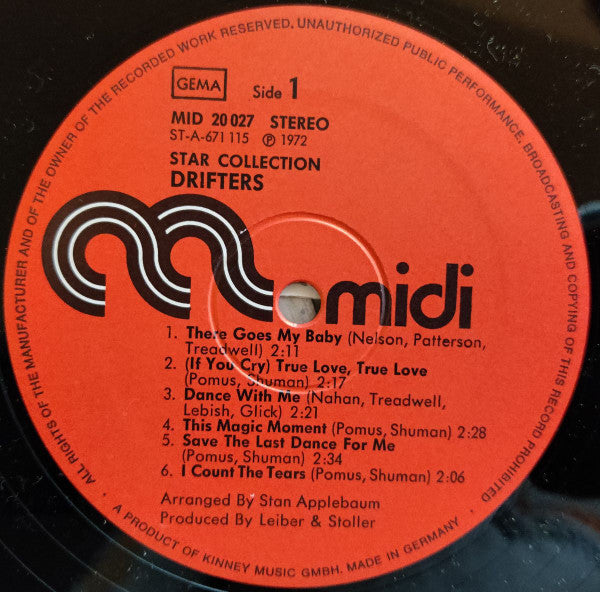 ALL RIGHTS OF THE MANUFACTURER AND OF THE OWNER OF THE RECORDED WORK RESERVED. UNAUTHORIZED PUBLIC PERFORMANCE, BROADCASTING AND COPYING OF THIS RECORD PROHIBITED
GEMA
Side 1
MID 20 027 STEREO
ST-A-671 115 ℗ 1972
STAR COLLECTION
DRIFTERS
midi
1. There Goes My Baby (Nelson, Patterson,
Treadwell) 2:11
2. (If You Cry) True Love, True Love
(Pomus, Shuman) 2:17
3. Dance With Me (Nahan, Treadwell,
Lebish, Glick) 2:21
4. This Magic Moment (Pomus, Shuman) 2:28
5. Save The Last Dance For Me
(Pomus, Shuman) 2:34
6. I Count The Tears (Pomus, Shuman) 2:06
Arranged By Stan Applebaum
Produced By Leiber & Stoller
• A PRODUCT OF KINNEY MUSIC GMBH. MADE IN GERMANY •